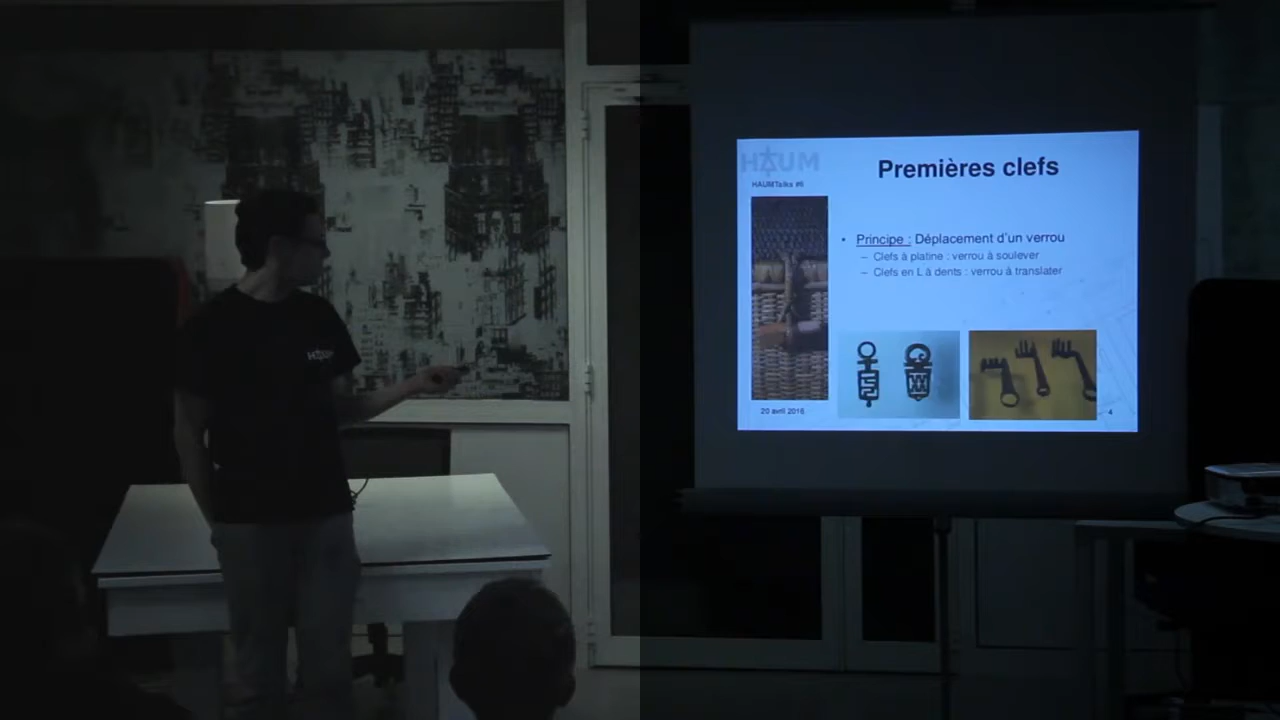 HAUM
HAUMTalks #6
Premières clefs
• Principe : Déplacement d'un verrou
– Clefs à platine : verrou à soulever
– Clefs en L à dents : verrou à translater
20 avril 2016
4
HAUM